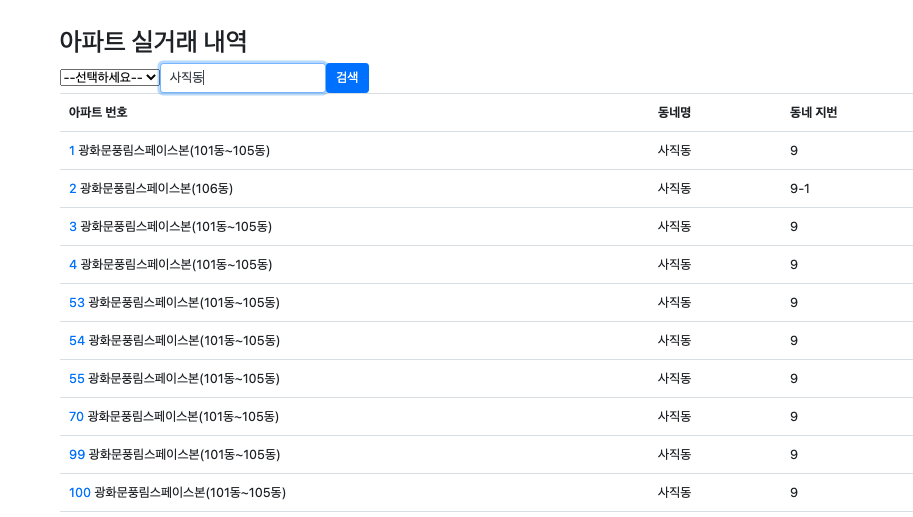 아파트 실거래 내역
--선택하세요-- 사직동 검색
아파트 번호 동네명 동네 지번
1 광화문풍림스페이스본(101동~105동) 사직동 9
2 광화문풍림스페이스본(106동) 사직동 9-1
3 광화문풍림스페이스본(101동~105동) 사직동 9
4 광화문풍림스페이스본(101동~105동) 사직동 9
53 광화문풍림스페이스본(101동~105동) 사직동 9
54 광화문풍림스페이스본(101동~105동) 사직동 9
55 광화문풍림스페이스본(101동~105동) 사직동 9
70 광화문풍림스페이스본(101동~105동) 사직동 9
99 광화문풍림스페이스본(101동~105동) 사직동 9
100 광화문풍림스페이스본(101동~105동) 사직동 9